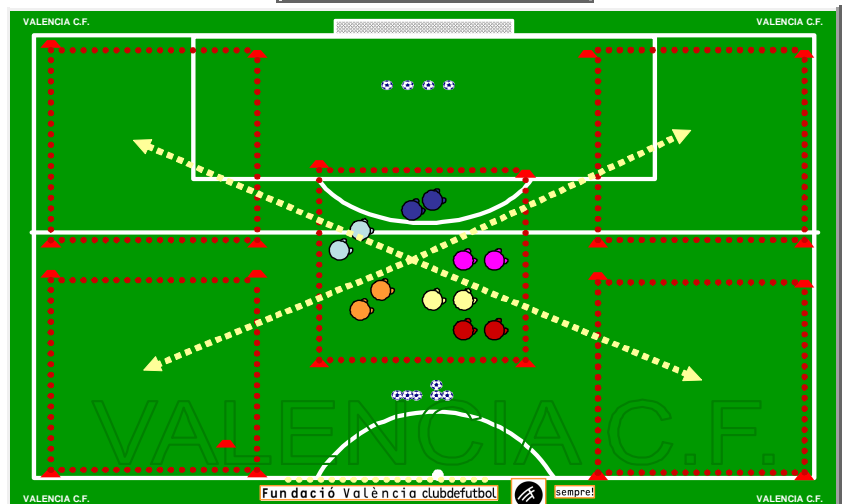 VALENCIA C.F. VALENCIA C.F.
VALENCIA C.F.
VALENCIA C.F. Fundació València clubdefutbol sempre! VALENCIA C.F.